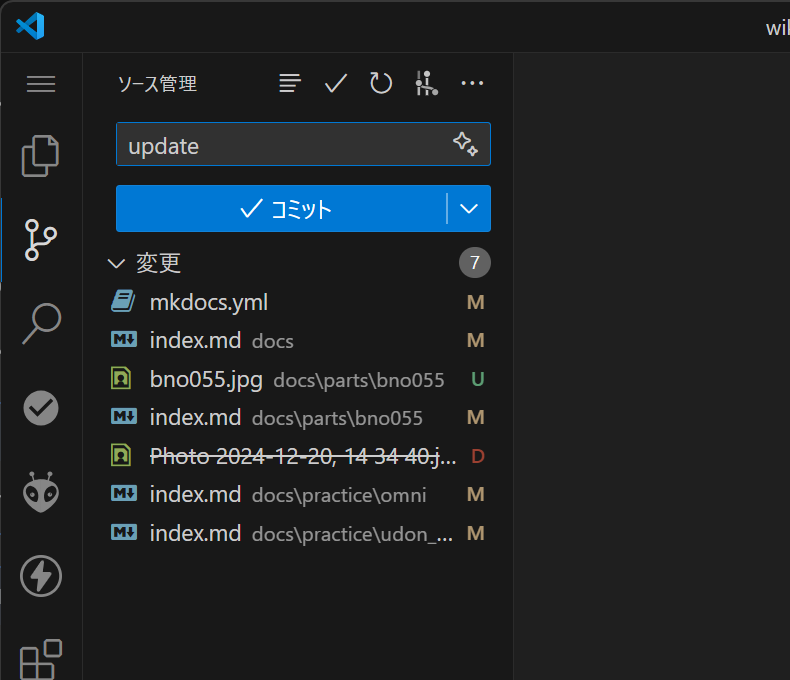 wil
ソース管理
update
コミット
変更 7
mkdocs.yml M
index.md docs M
bno055.jpg docs\parts\bno055 U
index.md docs\parts\bno055 M
Photo 2024-12-20, 14 34 40.j... D
index.md docs\practice\omni M
index.md docs\practice\udon_... M